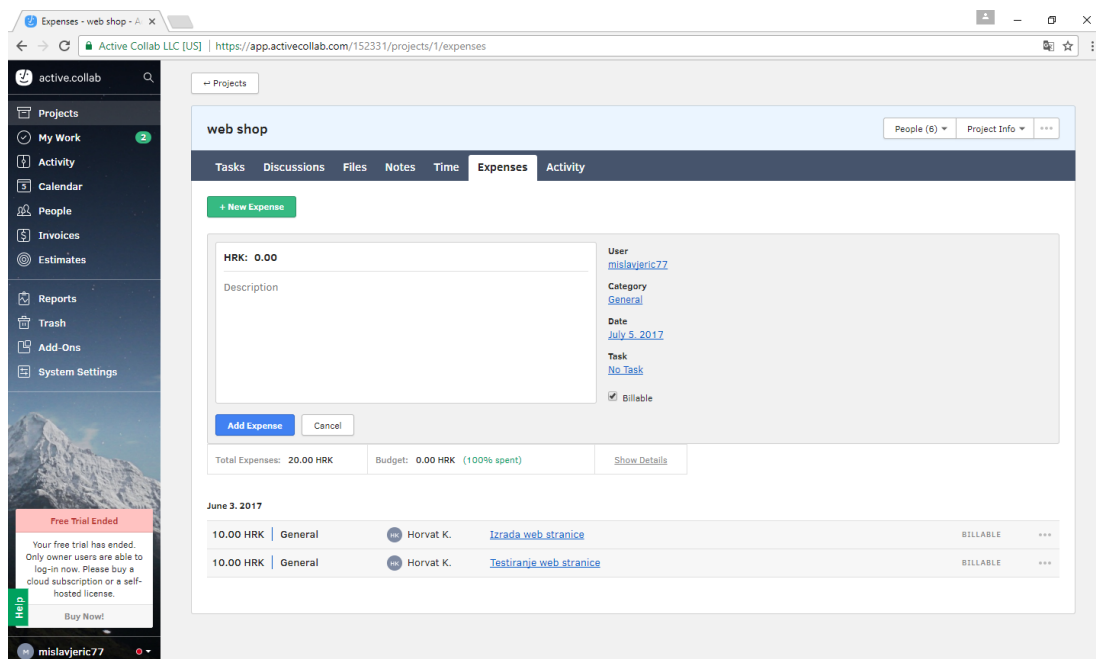 Expenses - web shop - A
Active Collab LLC [US] | https://app.activecollab.com/152331/projects/1/expenses
active.collab
Projects
My Work 2
Activity
5 Calendar
People
Invoices
Estimates
Reports
Trash
Add-Ons
System Settings
Free Trial Ended
Your free trial has ended.
Only owner users are able to
log-in now. Please buy a
cloud subscription or a self-
hosted license.
Buy Now!
Help
M mislavjeric77
Projects
web shop
People (6)
Project Info
Tasks Discussions Files Notes Time Expenses Activity
+ New Expense
HRK: 0.00
Description
User
mislavjeric77
Category
General
Date
July 5. 2017
Task
No Task
Billable
Add Expense Cancel
Total Expenses: 20.00 HRK Budget: 0.00 HRK (100% spent) Show Details
June 3. 2017
10.00 HRK General HK Horvat K. Izrada web stranice BILLABLE
10.00 HRK General HK Horvat K. Testiranje web stranice BILLABLE